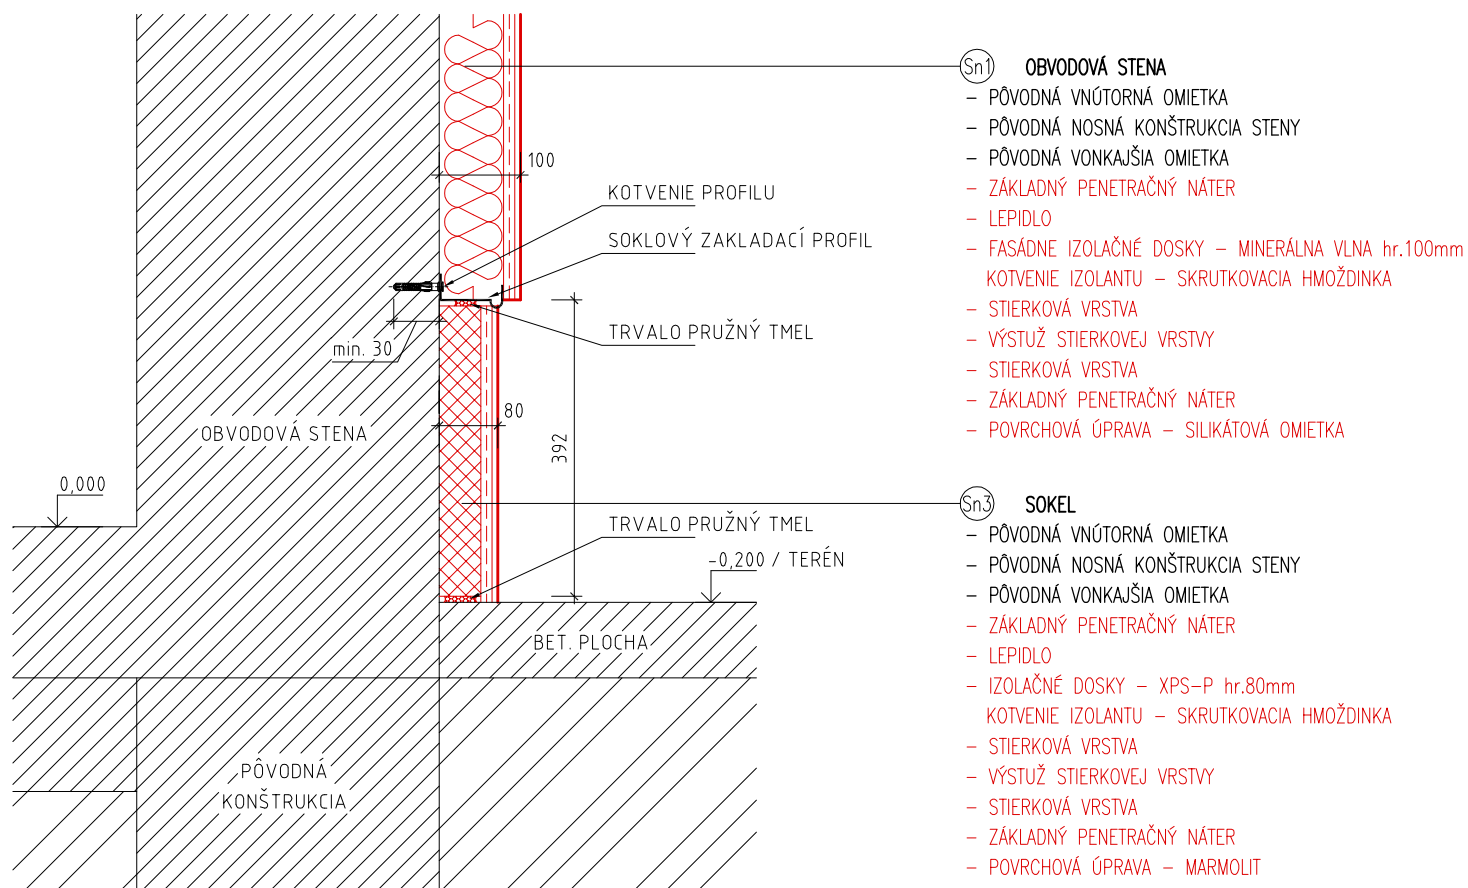 Sn1 OBVODOVÁ STENA
- PÔVODNÁ VNÚTORNÁ OMIETKA
- PÔVODNÁ NOSNÁ KONŠTRUKCIA STENY
- PÔVODNÁ VONKAJŠIA OMIETKA
- ZÁKLADNÝ PENETRAČNÝ NÁTER
- LEPIDLO
- FASÁDNE IZOLAČNÉ DOSKY - MINERÁLNA VLNA hr.100mm
KOTVENIE IZOLANTU - SKRUTKOVACIA HMOŽDINKA
- STIERKOVÁ VRSTVA
- VÝSTUŽ STIERKOVEJ VRSTVY
- STIERKOVÁ VRSTVA
- ZÁKLADNÝ PENETRAČNÝ NÁTER
- POVRCHOVÁ ÚPRAVA - SILIKÁTOVÁ OMIETKA
100
KOTVENIE PROFILU
SOKLOVÝ ZAKLADACÍ PROFIL
TRVALO PRUŽNÝ TMEL
min. 30
80
OBVODOVÁ STENA
392
0,000
TRVALO PRUŽNÝ TMEL
-0,200 / TERÉN
BET. PLOCHA
PÔVODNÁ
KONŠTRUKCIA
Sn3 SOKEL
- PÔVODNÁ VNÚTORNÁ OMIETKA
- PÔVODNÁ NOSNÁ KONŠTRUKCIA STENY
- PÔVODNÁ VONKAJŠIA OMIETKA
- ZÁKLADNÝ PENETRAČNÝ NÁTER
- LEPIDLO
- IZOLAČNÉ DOSKY - XPS-P hr.80mm
KOTVENIE IZOLANTU - SKRUTKOVACIA HMOŽDINKA
- STIERKOVÁ VRSTVA
- VÝSTUŽ STIERKOVEJ VRSTVY
- STIERKOVÁ VRSTVA
- ZÁKLADNÝ PENETRAČNÝ NÁTER
- POVRCHOVÁ ÚPRAVA - MARMOLIT